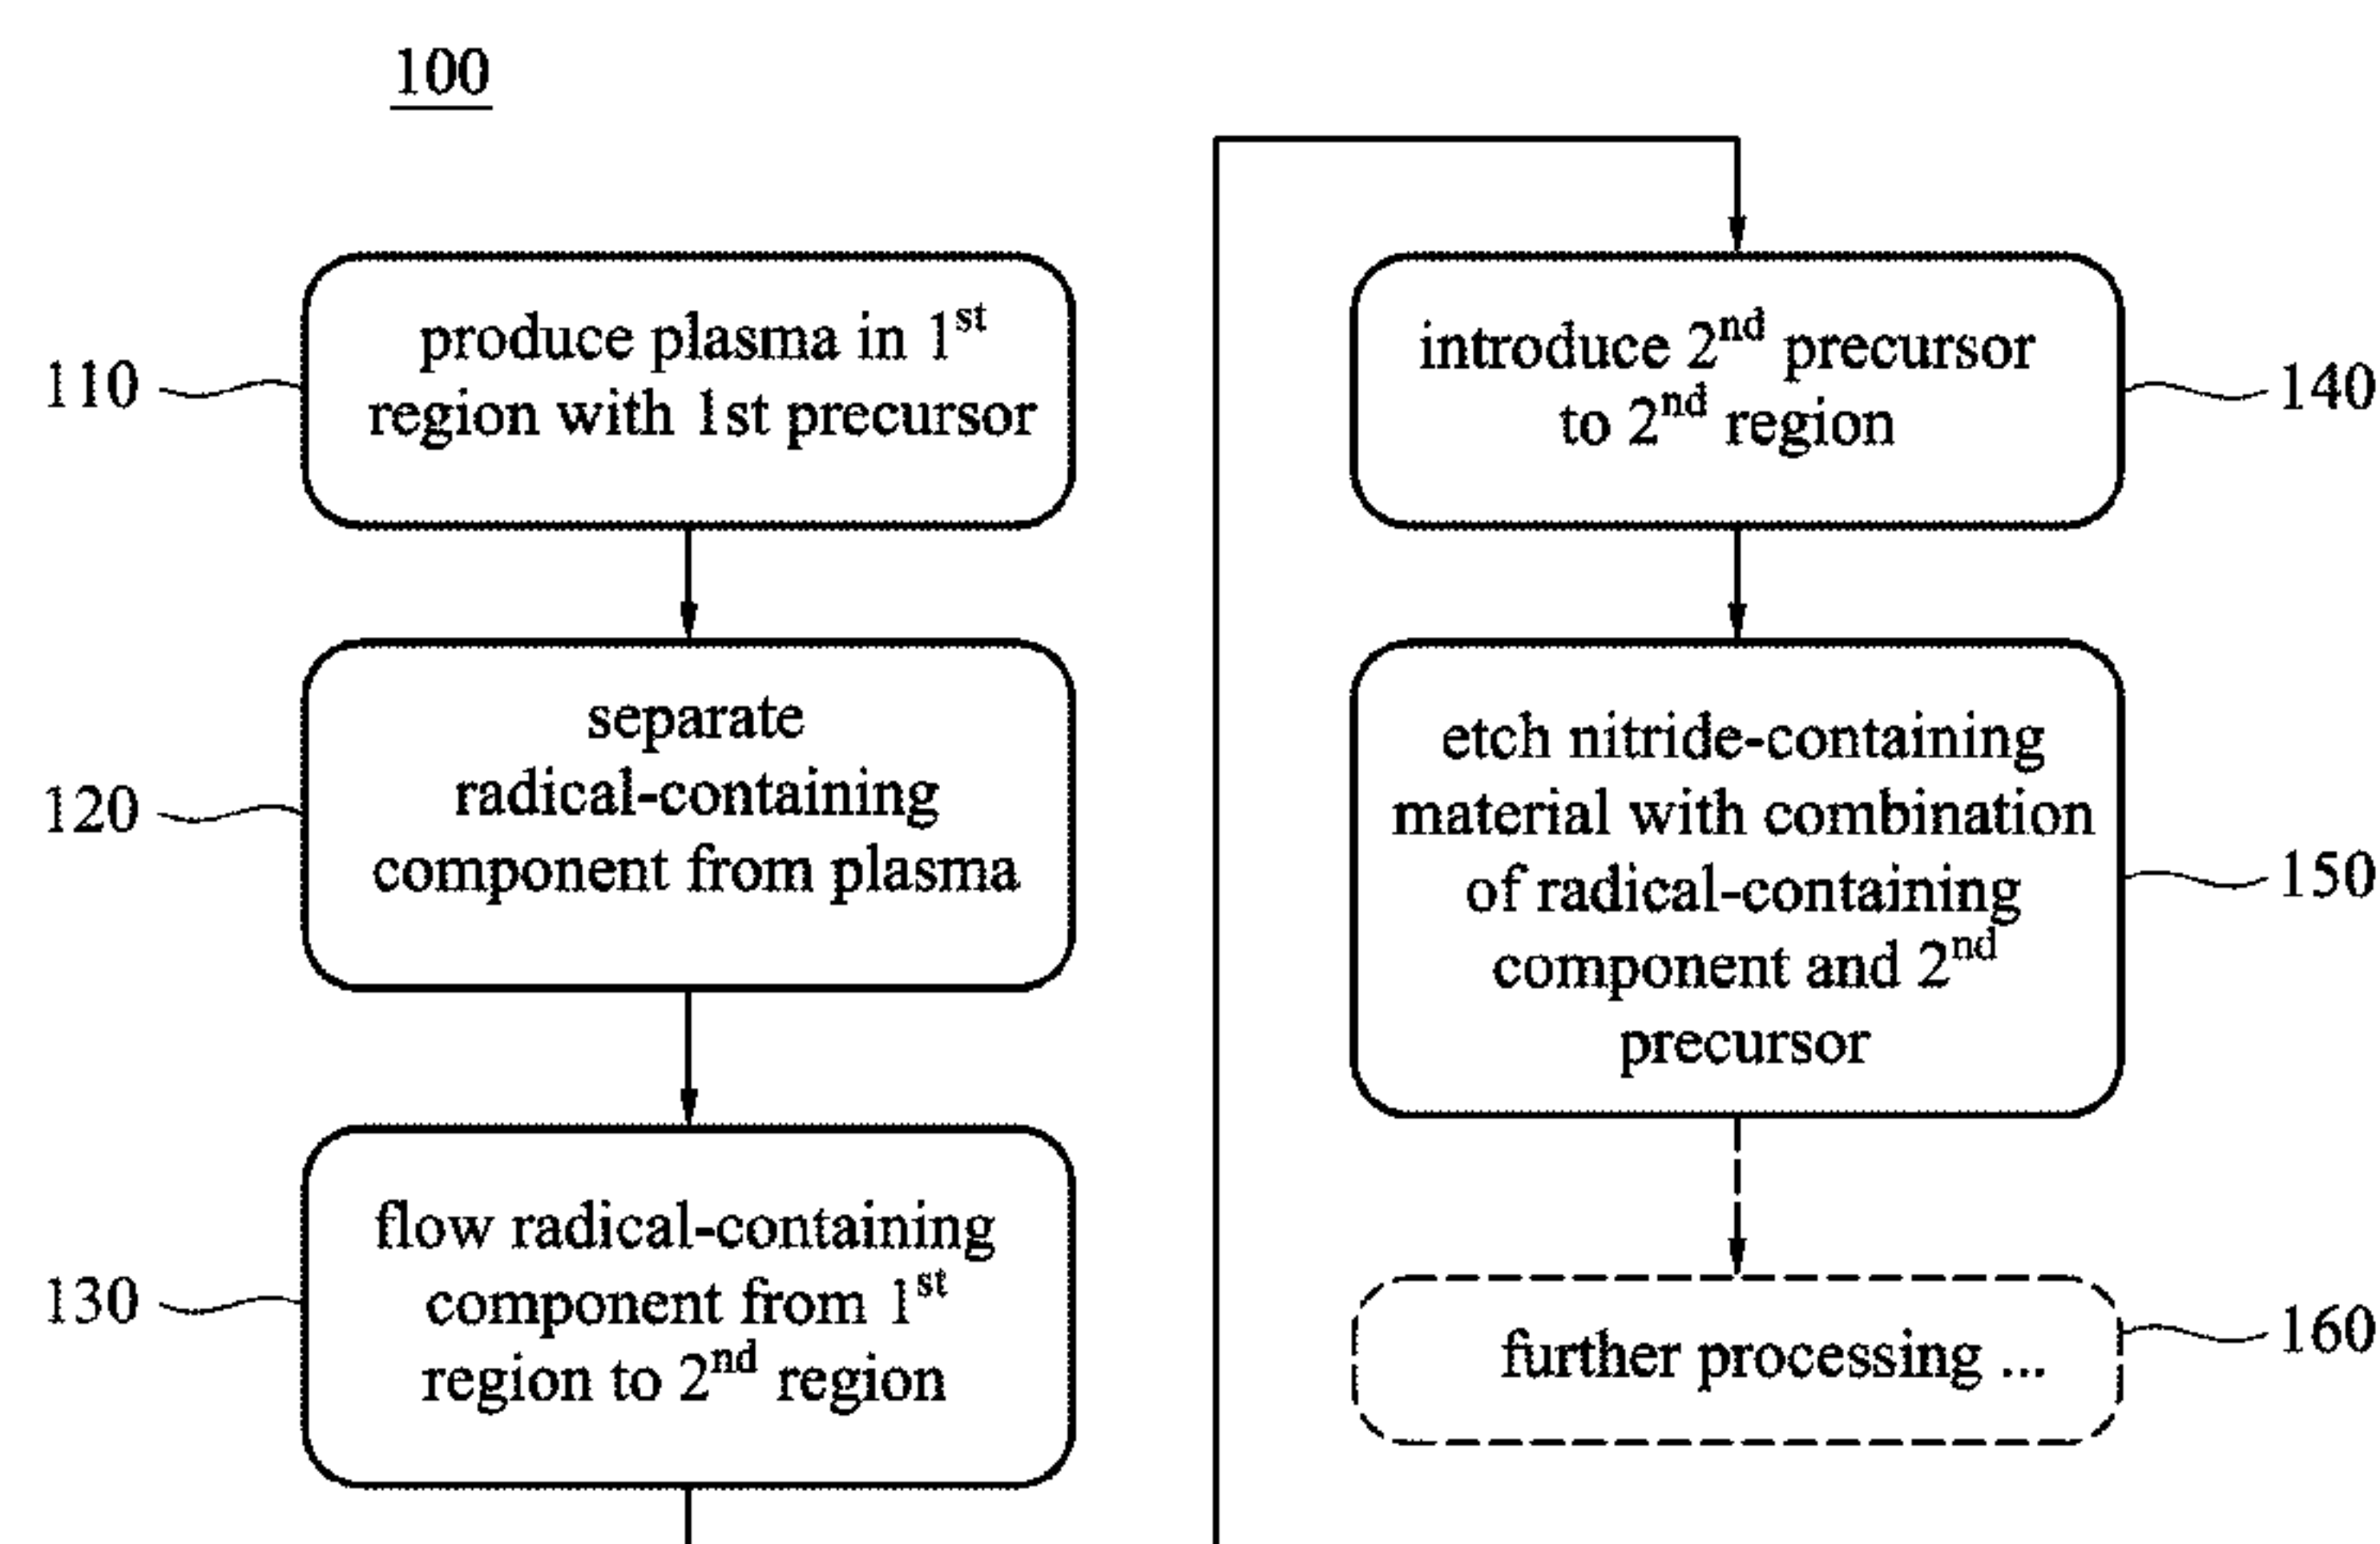 100
110
produce plasma in 1st
region with 1st precursor
120
separate
radical-containing
component from plasma
130
flow radical-containing
component from 1st
region to 2nd region
introduce 2nd precursor
to 2nd region
140
etch nitride-containing
material with combination
of radical-containing
component and 2nd
precursor
150
further processing ...
160